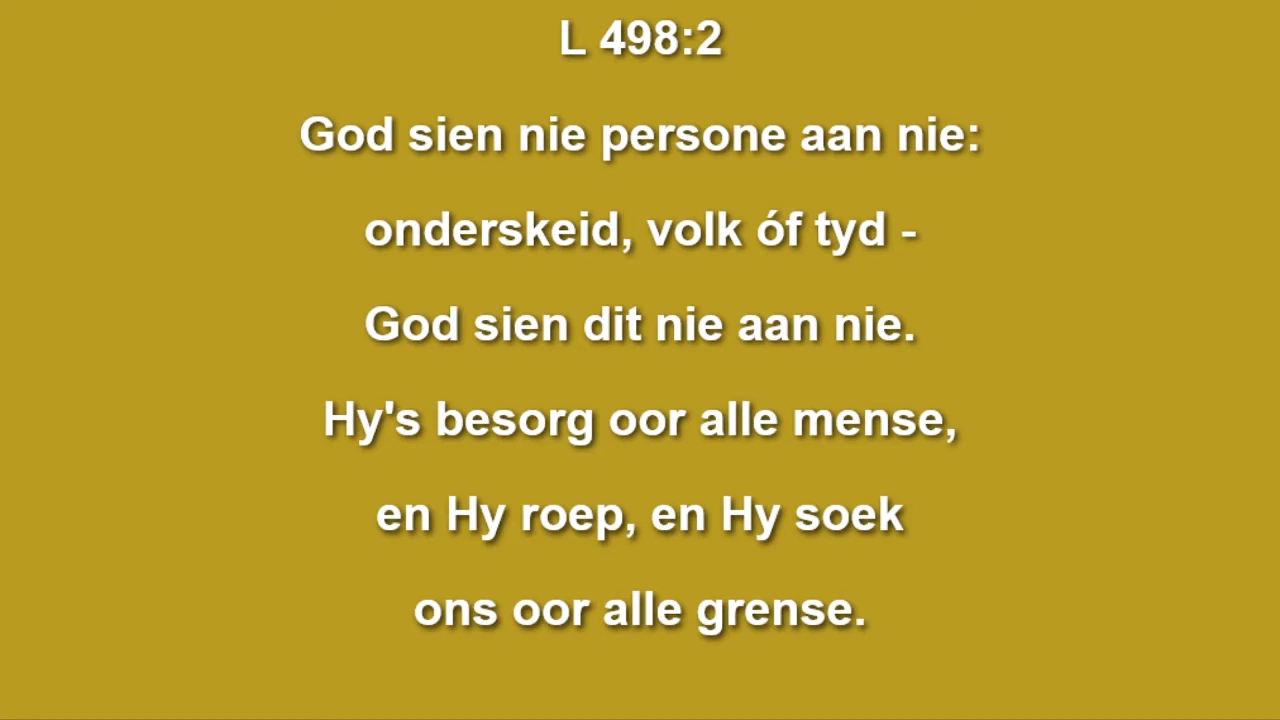 L 498:2
God sien nie persone aan nie:
onderskeid, volk óf tyd -
God sien dit nie aan nie.
Hy's besorg oor alle mense,
en Hy roep, en Hy soek
ons oor alle grense.